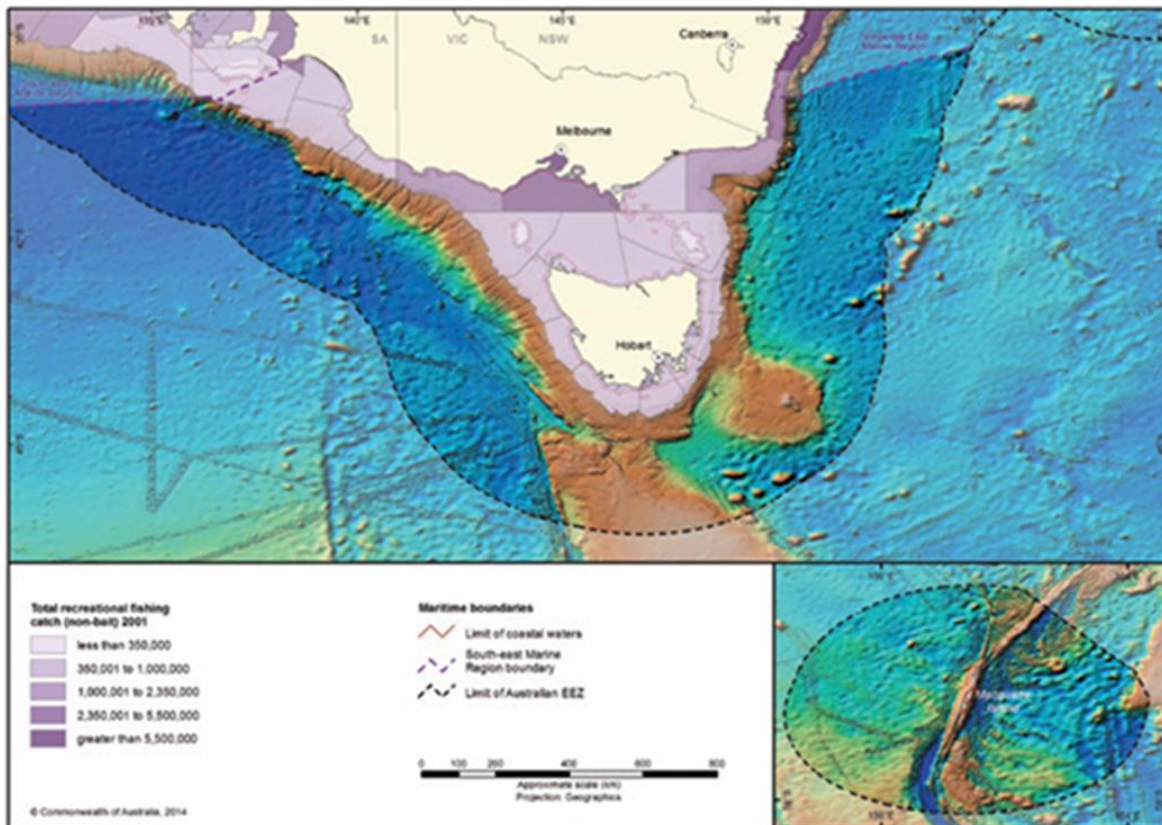 140°E
145°E
SA
VIC
NSW
Canberra
Melbourne
Hobart
Total recreational fishing
catch (non-bait) 2001
less than 350,000
350,001 to 1,000,000
1,000,001 to 2,350,000
2,350,001 to 5,500,000
greater than 5,500,000
Maritime boundaries
Limit of coastal waters
South-east Marine
Region boundary
Limit of Australian EEZ
0 100 200 400 600 800
Approximate scale (km)
Projection: Geographics
© Commonwealth of Australia, 2014